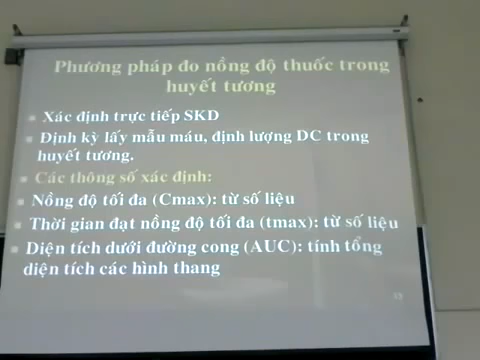 Phương pháp đo nồng độ thuốc trong
huyết tương
Xác định trực tiếp SKD
Định kỳ lấy mẫu máu, định lượng DC trong
huyết tương.
Các thông số xác định:
Nồng độ tối đa (Cmax): từ số liệu
Thời gian đạt nồng độ tối đa (tmax): từ số liệu
Diện tích dưới đường cong (AUC): tính tổng
diện tích các hình thang